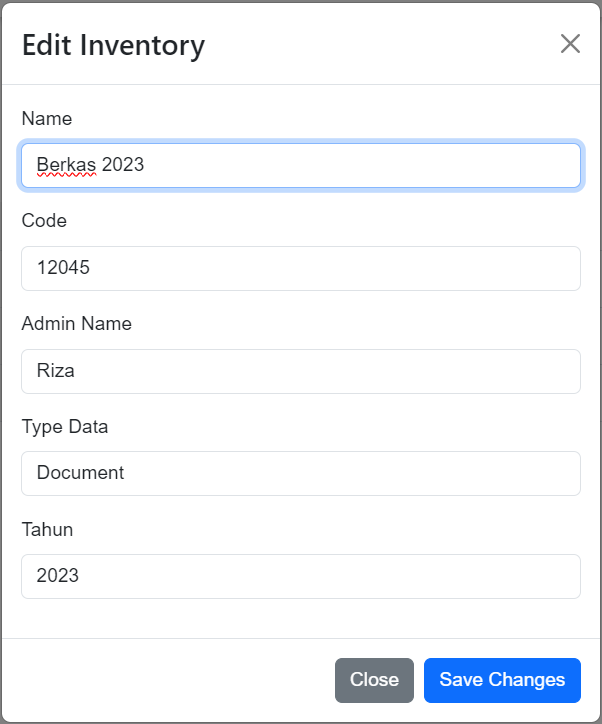 Edit Inventory
Name
Berkas 2023
Code
12045
Admin Name
Riza
Type Data
Document
Tahun
2023
Close Save Changes